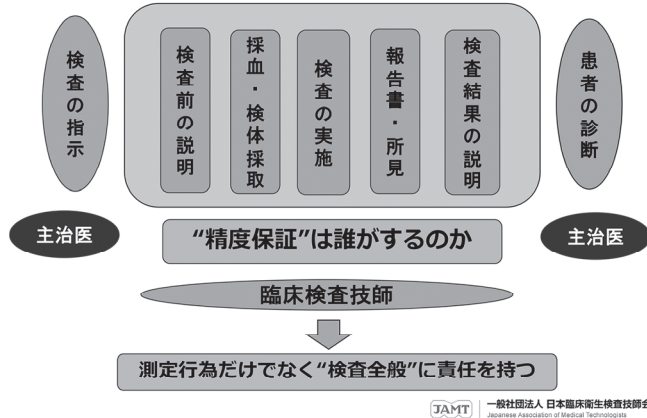 検査の指示
検査前の説明
採血・検体採取
検査の実施
報告書・所見
検査結果の説明
患者の診断
主治医
“精度保証”は誰がするのか
主治医
臨床検査技師
測定行為だけでなく“検査全般”に責任を持つ
JAMT
一般社団法人 日本臨床衛生検査技師会
Japanese Association of Medical Technologists